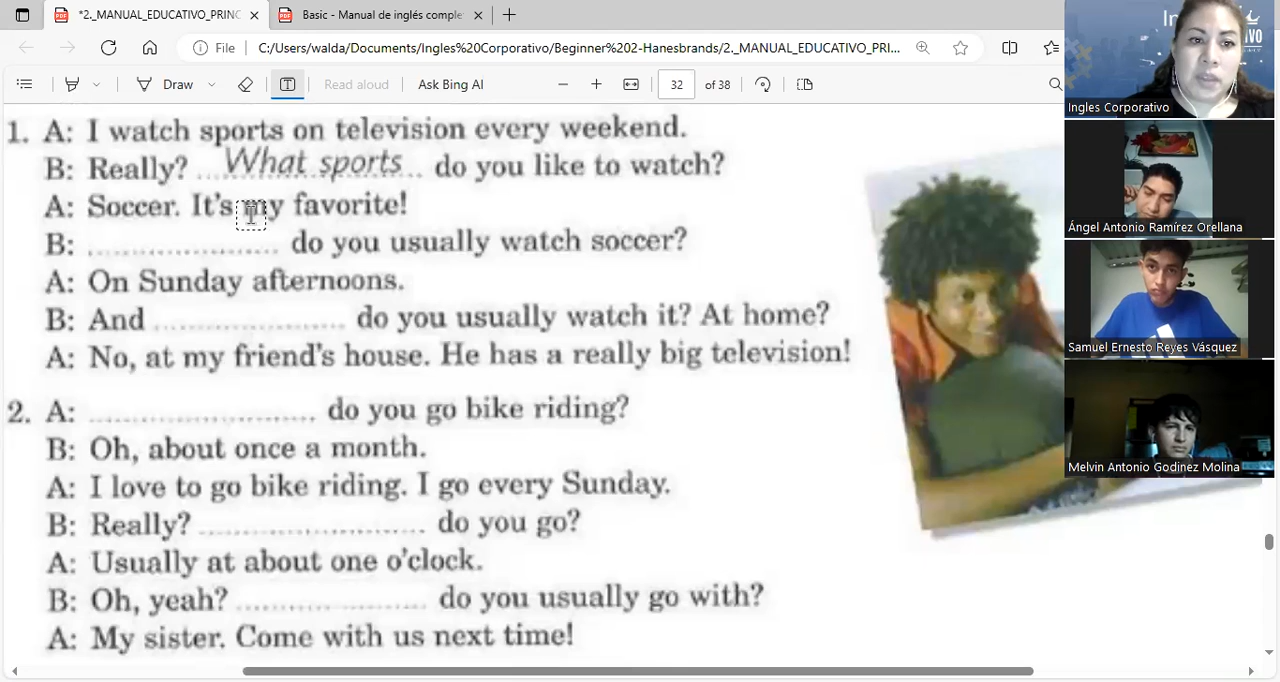 *2._MANUAL_EDUCATIVO_PRINC
Basic - Manual de inglés comple
File
C:/Users/walda/Documents/Ingles%20Corporativo/Beginner%202-Hanesbrands/2._MANUAL_EDUCATIVO_PRI...
Draw
Read aloud
Ask Bing AI
32 of 38
1. A: I watch sports on television every weekend.
B: Really? What sports do you like to watch?
A: Soccer. It's my favorite!
B: .................... do you usually watch soccer?
A: On Sunday afternoons.
B: And .................... do you usually watch it? At home?
A: No, at my friend's house. He has a really big television!
2. A: .................... do you go bike riding?
B: Oh, about once a month.
A: I love to go bike riding. I go every Sunday.
B: Really? .................... do you go?
A: Usually at about one o'clock.
B: Oh, yeah? .................... do you usually go with?
A: My sister. Come with us next time!
Ingles Corporativo
Ángel Antonio Ramírez Orellana
Samuel Ernesto Reyes Vásquez
Melvin Antonio Godinez Molina